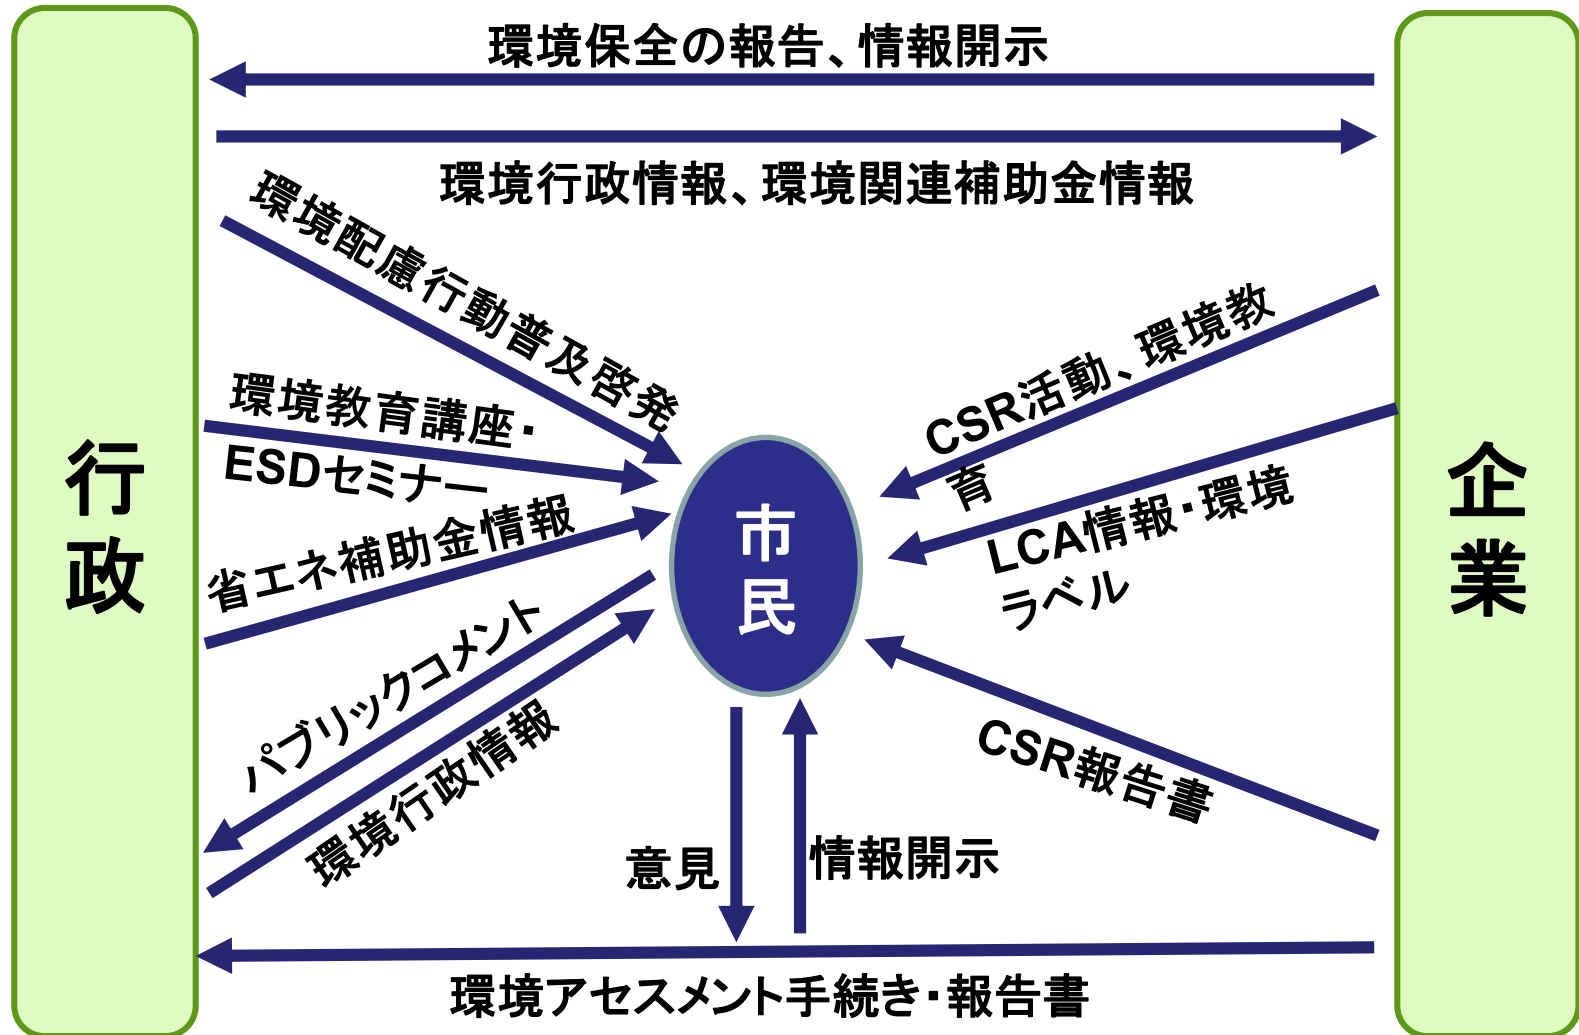 環境保全の報告、情報開示
環境行政情報、環境関連補助金情報
環境配慮行動普及啓発
環境教育講座・
ESDセミナー
省エネ補助金情報
パブリックコメント
環境行政情報
行
政
市
民
企
業
CSR活動、環境教
育
LCA情報・環境
ラベル
CSR報告書
意見
情報開示
環境アセスメント手続き・報告書